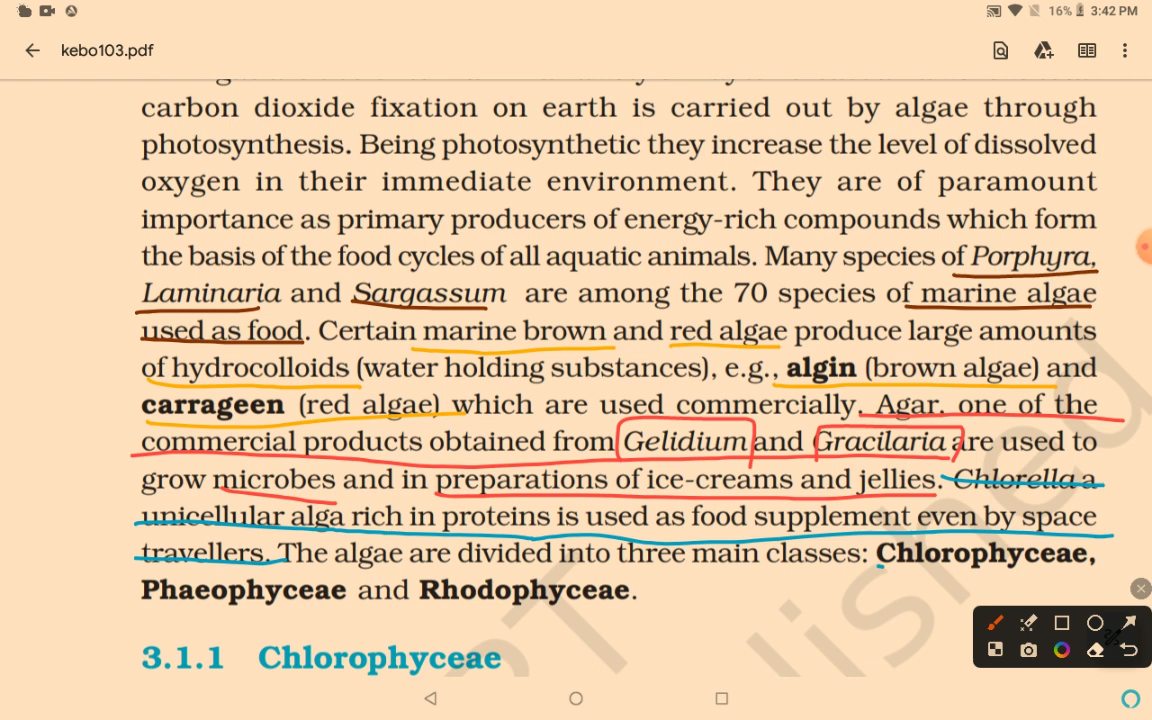 16% 3:42 PM
kebo103.pdf
carbon dioxide fixation on earth is carried out by algae through
photosynthesis. Being photosynthetic they increase the level of dissolved
oxygen in their immediate environment. They are of paramount
importance as primary producers of energy-rich compounds which form
the basis of the food cycles of all aquatic animals. Many species of Porphyra,
Laminaria and Sargassum are among the 70 species of marine algae
used as food. Certain marine brown and red algae produce large amounts
of hydrocolloids (water holding substances), e.g., algin (brown algae) and
carrageen (red algae) which are used commercially. Agar, one of the
commercial products obtained from Gelidium and Gracilaria are used to
grow microbes and in preparations of ice-creams and jellies. Chlorella a
unicellular alga rich in proteins is used as food supplement even by space
travellers. The algae are divided into three main classes: Chlorophyceae,
Phaeophyceae and Rhodophyceae.
3.1.1 Chlorophyceae